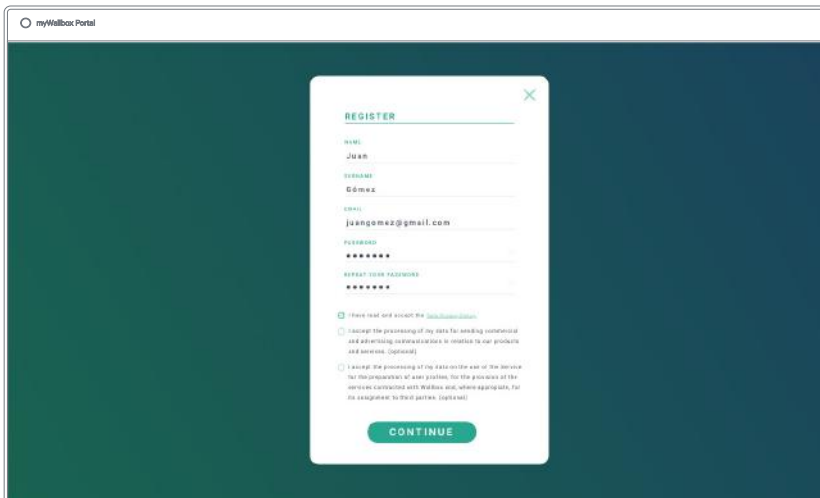 myWallbox Portal
REGISTER
NAME
Juan
SURNAME
Gómez
EMAIL
juangomez@gmail.com
PASSWORD
REPEAT YOUR PASSWORD
I have read and accept the
I accept the processing of my data for sending commercial
and advertising communications in relation to our products
and services. (optional)
I accept the processing of my data on the use of the Service
for the preparation of user profiles, for the provision of the
services contracted with Wallbox and, where appropiate, for
its assignment to third parties. (optional)
CONTINUE